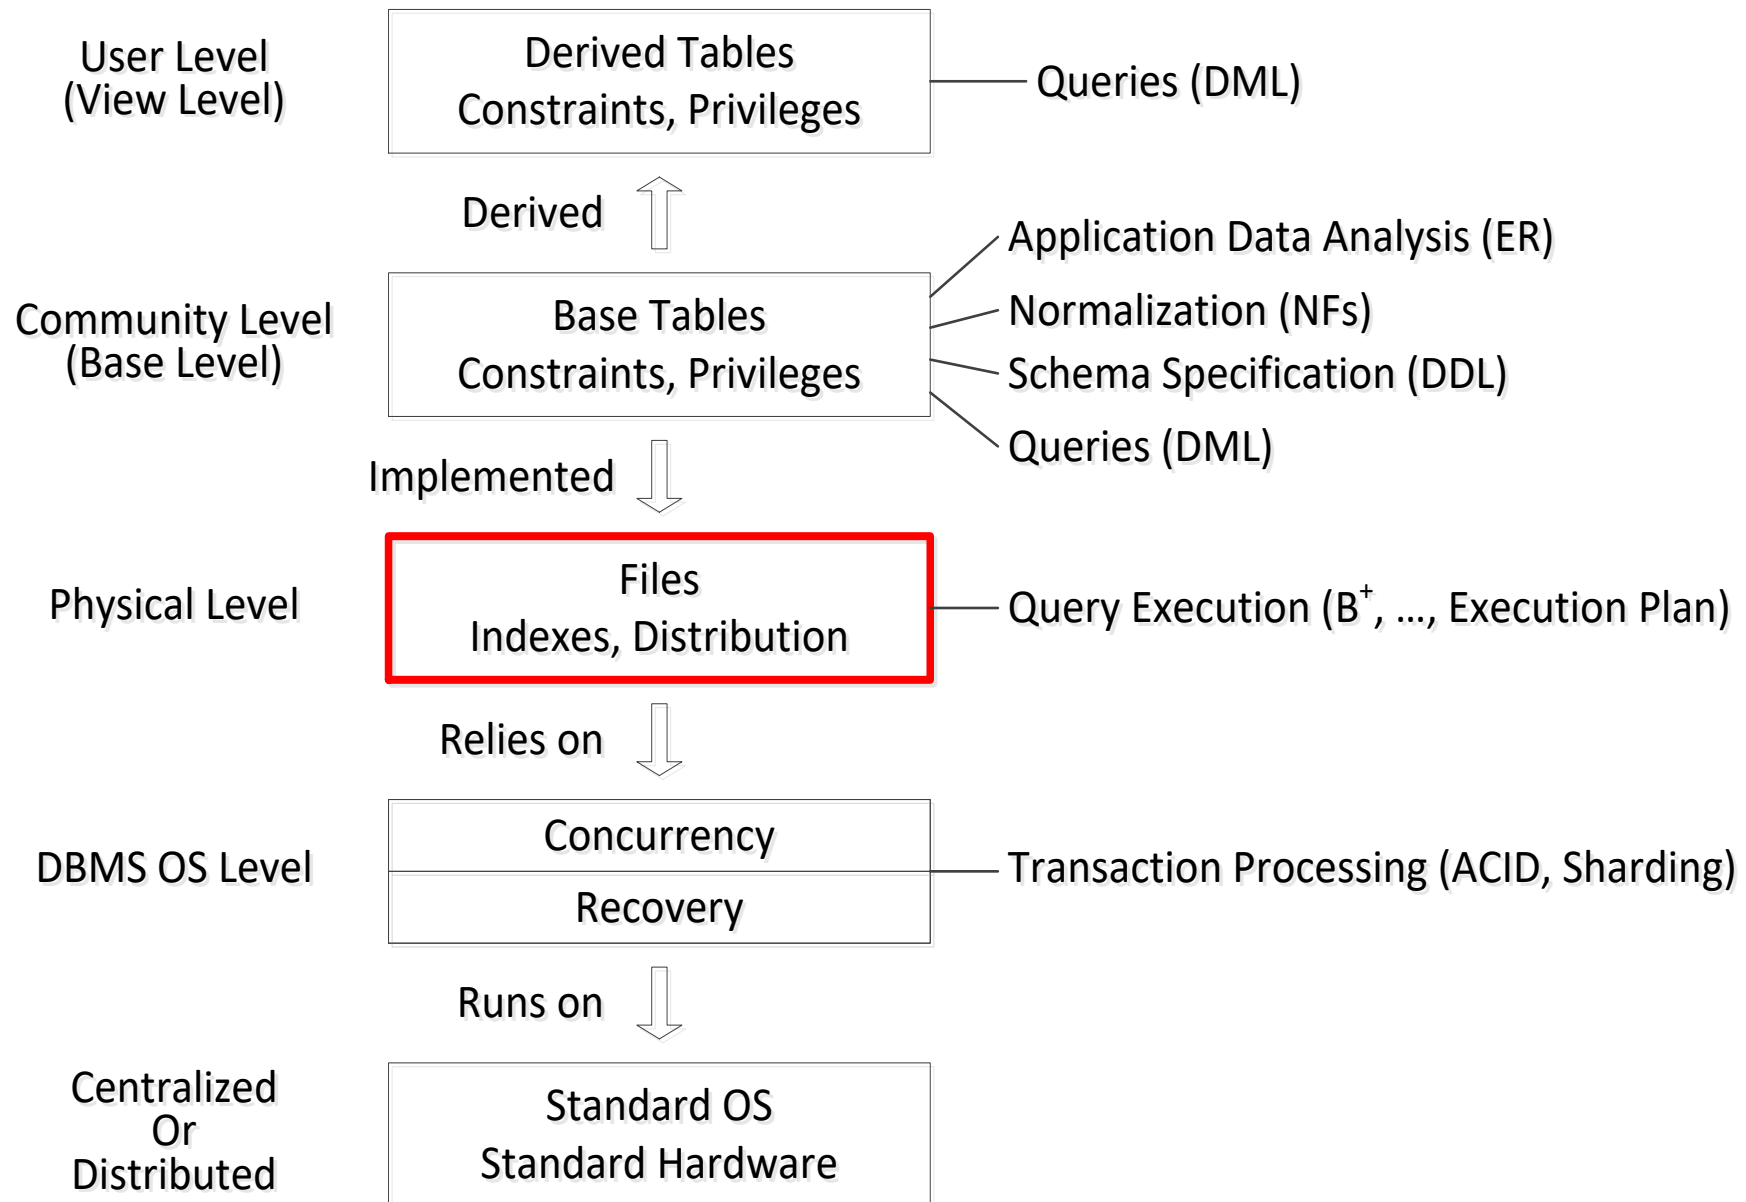 User Level
(View Level)
Derived Tables
Constraints, Privileges
Queries (DML)
Derived
Community Level
(Base Level)
Base Tables
Constraints, Privileges
Application Data Analysis (ER)
Normalization (NFs)
Schema Specification (DDL)
Queries (DML)
Implemented
Physical Level
Files
Indexes, Distribution
Query Execution (B⁺, ..., Execution Plan)
Relies on
DBMS OS Level
Concurrency
Recovery
Transaction Processing (ACID, Sharding)
Runs on
Centralized
Or
Distributed
Standard OS
Standard Hardware